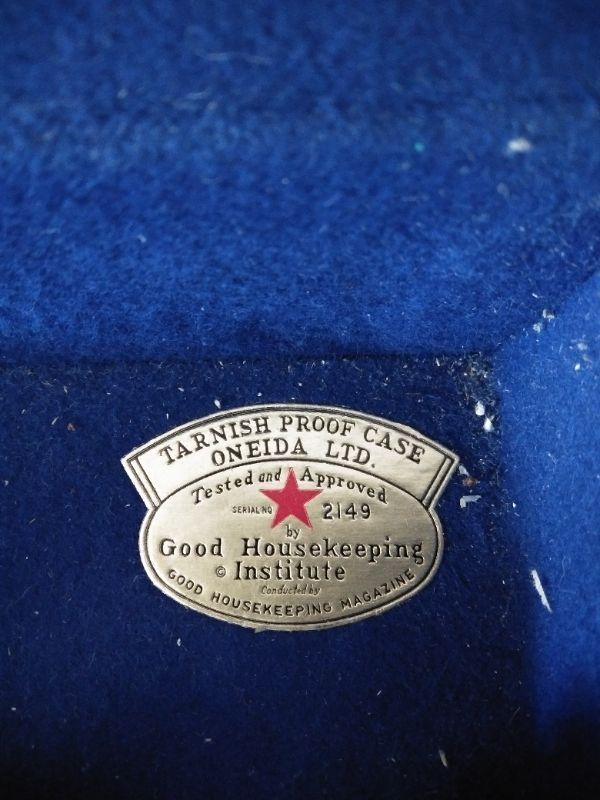 TARNISH PROOF CASE
ONEIDA LTD.
Tested and Approved
SERIAL NO 2149
by
Good Housekeeping
© Institute
Conducted by
GOOD HOUSEKEEPING MAGAZINE